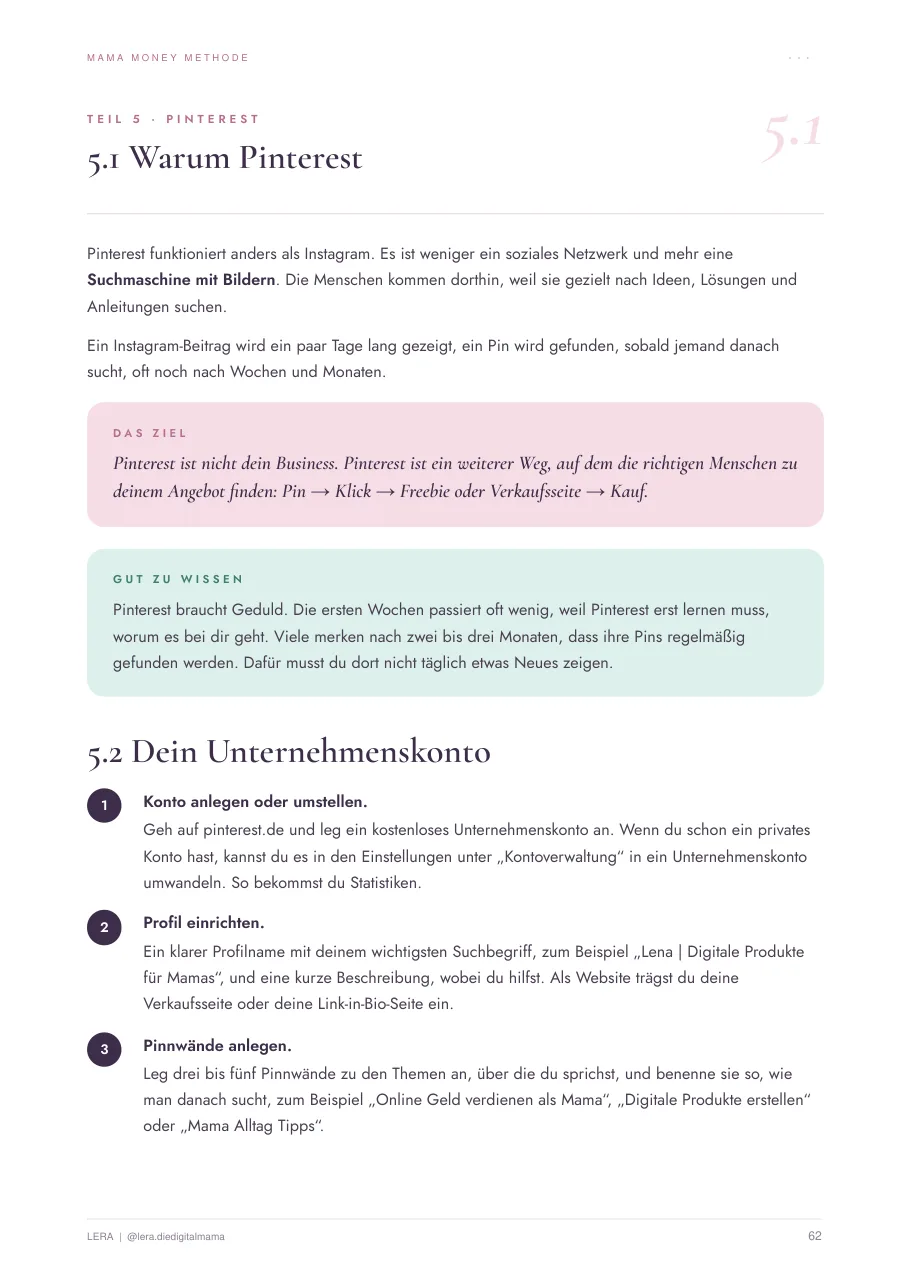 MAMA MONEY METHODE
. . .
TEIL 5 · PINTEREST
5.1
5.1 Warum Pinterest
Pinterest funktioniert anders als Instagram. Es ist weniger ein soziales Netzwerk und mehr eine
Suchmaschine mit Bildern. Die Menschen kommen dorthin, weil sie gezielt nach Ideen, Lösungen und
Anleitungen suchen.
Ein Instagram-Beitrag wird ein paar Tage lang gezeigt, ein Pin wird gefunden, sobald jemand danach
sucht, oft noch nach Wochen und Monaten.
DAS ZIEL
Pinterest ist nicht dein Business. Pinterest ist ein weiterer Weg, auf dem die richtigen Menschen zu
deinem Angebot finden: Pin → Klick → Freebie oder Verkaufsseite → Kauf.
GUT ZU WISSEN
Pinterest braucht Geduld. Die ersten Wochen passiert oft wenig, weil Pinterest erst lernen muss,
worum es bei dir geht. Viele merken nach zwei bis drei Monaten, dass ihre Pins regelmäßig
gefunden werden. Dafür musst du dort nicht täglich etwas Neues zeigen.
5.2 Dein Unternehmenskonto
1 Konto anlegen oder umstellen.
Geh auf pinterest.de und leg ein kostenloses Unternehmenskonto an. Wenn du schon ein privates
Konto hast, kannst du es in den Einstellungen unter „Kontoverwaltung“ in ein Unternehmenskonto
umwandeln. So bekommst du Statistiken.
2 Profil einrichten.
Ein klarer Profilname mit deinem wichtigsten Suchbegriff, zum Beispiel „Lena | Digitale Produkte
für Mamas“, und eine kurze Beschreibung, wobei du hilfst. Als Website trägst du deine
Verkaufsseite oder deine Link-in-Bio-Seite ein.
3 Pinnwände anlegen.
Leg drei bis fünf Pinnwände zu den Themen an, über die du sprichst, und benenne sie so, wie
man danach sucht, zum Beispiel „Online Geld verdienen als Mama“, „Digitale Produkte erstellen“
oder „Mama Alltag Tipps“.
LERA | @lera.diedigitalmama
62